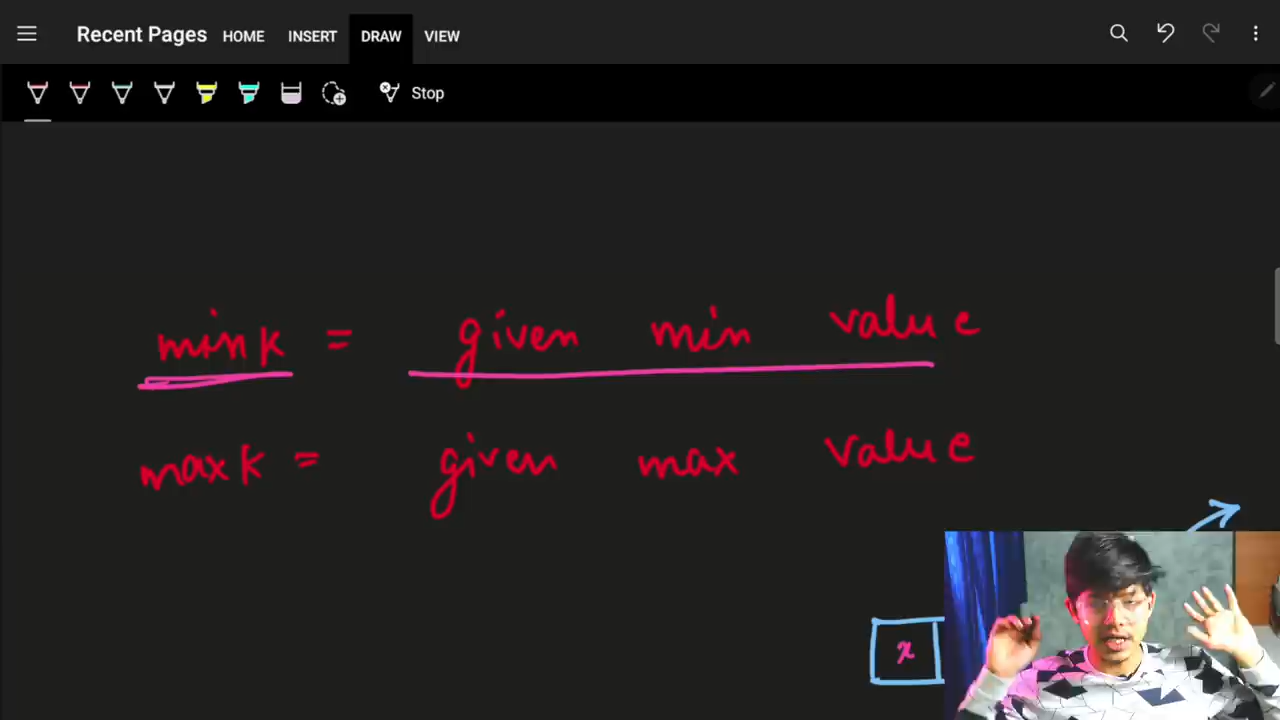 Recent Pages HOME INSERT DRAW VIEW
Stop
mink = given min value
maxk = given max value
x